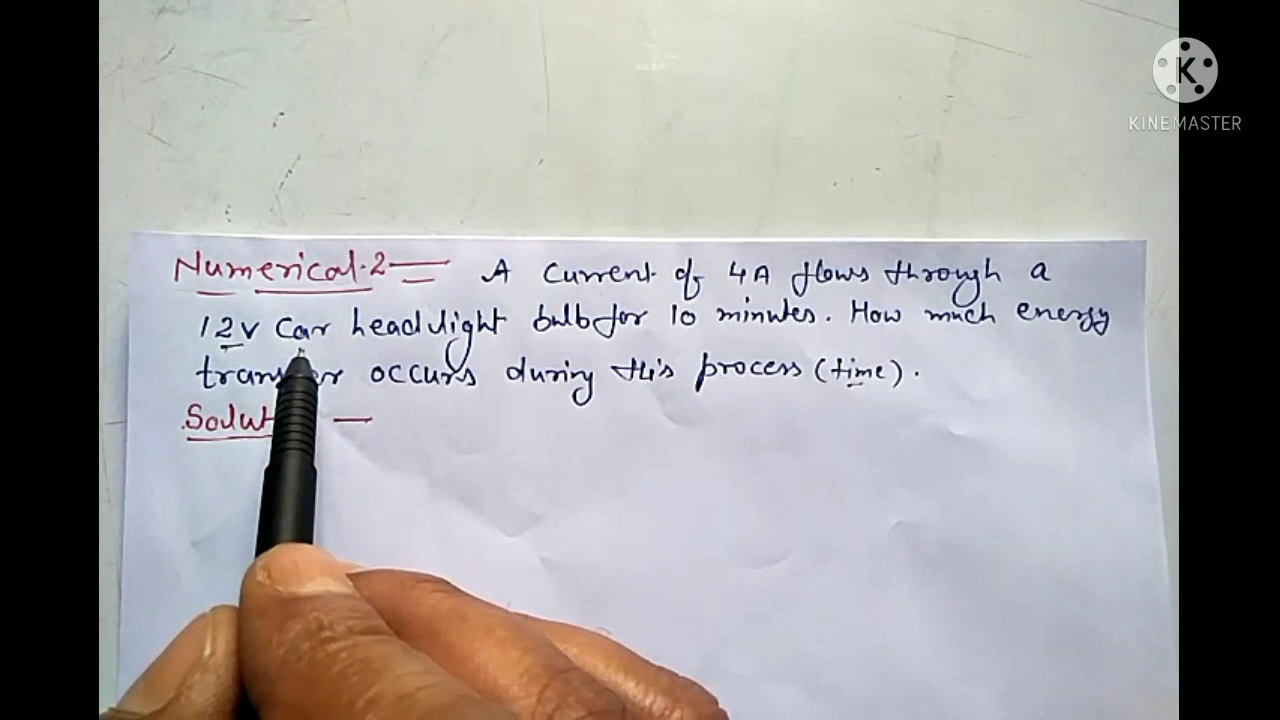 KINEMASTER
Numerical.2 — A current of 4A flows through a
12V Car headlight bulb for 10 minutes. How much energy
occurs during this process (time).